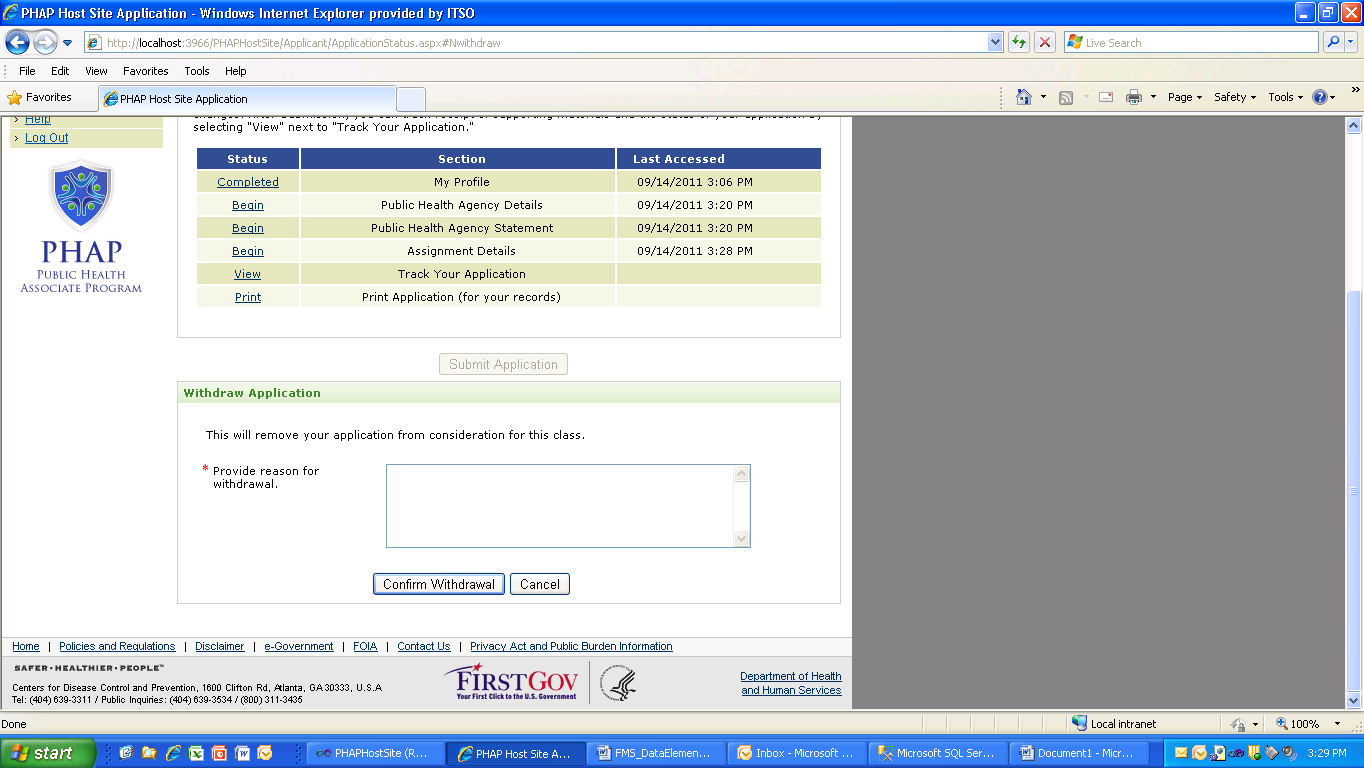 PHAP Host Site Application - Windows Internet Explorer provided by ITSO
http://localhost:3966/PHAPHostSite/Applicant/ApplicationStatus.aspx#Nwithdraw
Live Search
File Edit View Favorites Tools Help
Favorites PHAP Host Site Application Page Safety Tools
Help
Log Out
PHAP
PUBLIC HEALTH
ASSOCIATE PROGRAM
selecting "View" next to "Track Your Application."
Status Section Last Accessed
Completed My Profile 09/14/2011 3:06 PM
Begin Public Health Agency Details 09/14/2011 3:20 PM
Begin Public Health Agency Statement 09/14/2011 3:20 PM
Begin Assignment Details 09/14/2011 3:28 PM
View Track Your Application
Print Print Application (for your records)
Submit Application
Withdraw Application
This will remove your application from consideration for this class.
* Provide reason for
withdrawal.
Confirm Withdrawal Cancel
Home | Policies and Regulations | Disclaimer | e-Government | FOIA | Contact Us | Privacy Act and Public Burden Information
SAFER·HEALTHIER·PEOPLE™
Centers for Disease Control and Prevention, 1600 Clifton Rd, Atlanta, GA 30333, U.S.A
Tel: (404) 639-3311 / Public Inquiries: (404) 639-3534 / (800) 311-3435
FIRSTGOV
Your First Click to the U.S. Government
Department of Health
and Human Services
Done Local intranet 100%
start PHAPHostSite (R... PHAP Host Site A... FMS_DataElemen... Inbox - Microsoft ... Microsoft SQL Ser... Document1 - Micr... 3:29 PM